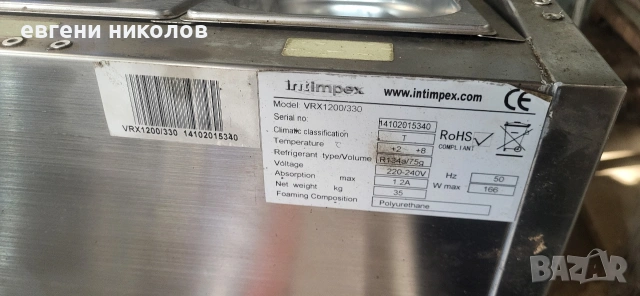 евгени николов
intimpex www.intimpex.com CE
Model VRX1200/330
Serial no: 14102015340
Climatic classification T
Temperature ℃ +2 +8
Refrigerant type/Volume R134a/75g
Voltage 220-240V Hz 50
Absorption max 1.2A W max 166
Net weight kg 35
Foaming Composition Polyurethane
RoHS
COMPLIANT
VRX1200/330 14102015340
BAZAR